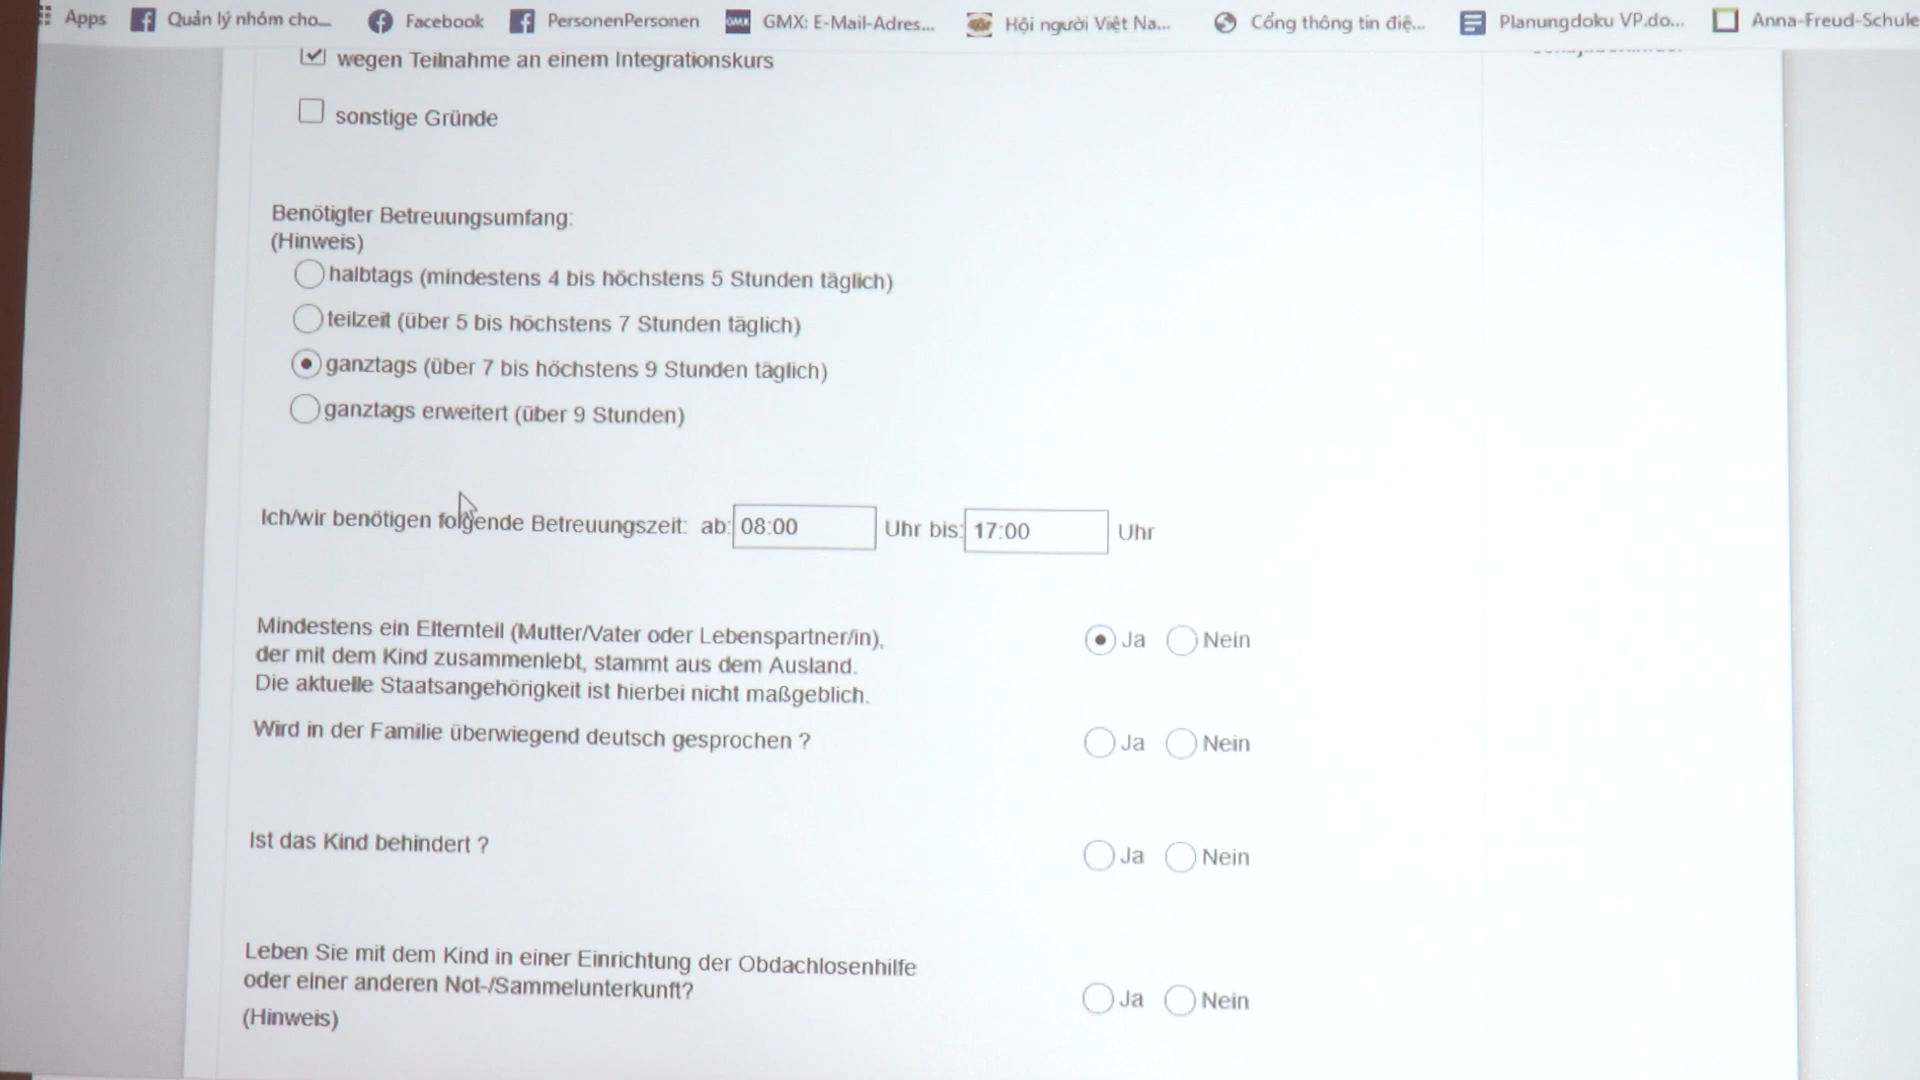 Apps Quản lý nhóm cho... Facebook PersonenPersonen GMX: E-Mail-Adres... Hội người Việt Na... Cổng thông tin điệ... Planungdoku VP.do... Anna-Freud-Schule
wegen Teilnahme an einem Integrationskurs
sonstige Gründe
Benötigter Betreuungsumfang:
(Hinweis)
halbtags (mindestens 4 bis höchstens 5 Stunden täglich)
teilzeit (über 5 bis höchstens 7 Stunden täglich)
ganztags (über 7 bis höchstens 9 Stunden täglich)
ganztags erweitert (über 9 Stunden)
Ich/wir benötigen folgende Betreuungszeit: ab: 08:00 Uhr bis: 17:00 Uhr
Mindestens ein Elternteil (Mutter/Vater oder Lebenspartner/in), Ja Nein
der mit dem Kind zusammenlebt, stammt aus dem Ausland.
Die aktuelle Staatsangehörigkeit ist hierbei nicht maßgeblich.
Wird in der Familie überwiegend deutsch gesprochen ? Ja Nein
Ist das Kind behindert ? Ja Nein
Leben Sie mit dem Kind in einer Einrichtung der Obdachlosenhilfe
oder einer anderen Not-/Sammelunterkunft? Ja Nein
(Hinweis)